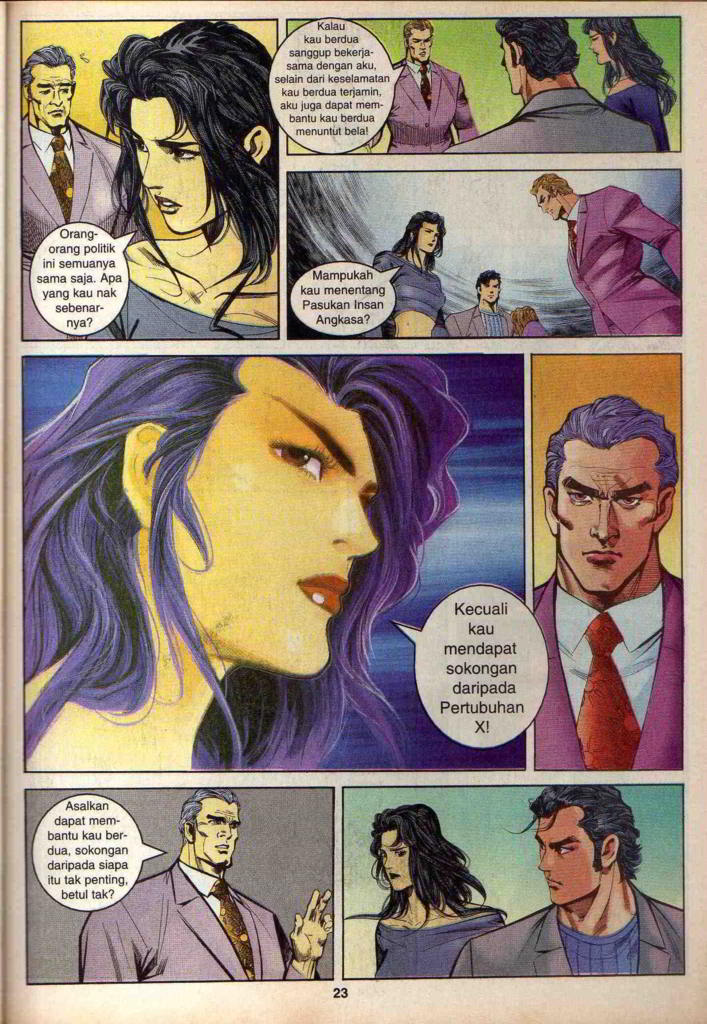 Orang-
orang politik
ini semuanya
sama saja. Apa
yang kau nak
sebenar-
nya?
Kalau
kau berdua
sanggup bekerja-
sama dengan aku,
selain dari keselamatan
kau berdua terjamin,
aku juga dapat mem-
bantu kau berdua
menuntut bela!
Mampukah
kau menentang
Pasukan Insan
Angkasa?
Kecuali
kau
mendapat
sokongan
daripada
Pertubuhan
X!
Asalkan
dapat mem-
bantu kau ber-
dua, sokongan
daripada siapa
itu tak penting,
betul tak?
23